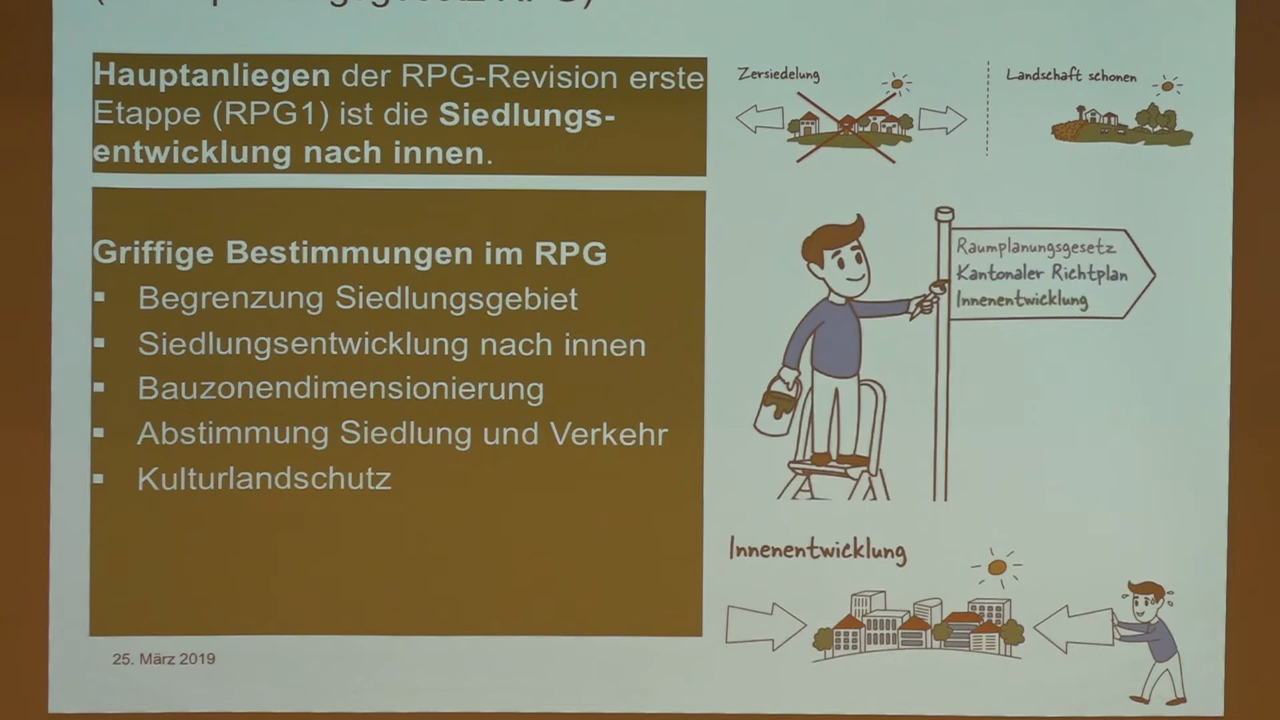 Hauptanliegen der RPG-Revision erste
Etappe (RPG1) ist die Siedlungs-
entwicklung nach innen.
Griffige Bestimmungen im RPG
▪ Begrenzung Siedlungsgebiet
▪ Siedlungsentwicklung nach innen
▪ Bauzonendimensionierung
▪ Abstimmung Siedlung und Verkehr
▪ Kulturlandschutz
25. März 2019
Zersiedelung
Landschaft schonen
Raumplanungsgesetz
Kantonaler Richtplan
Innenentwicklung
Innenentwicklung